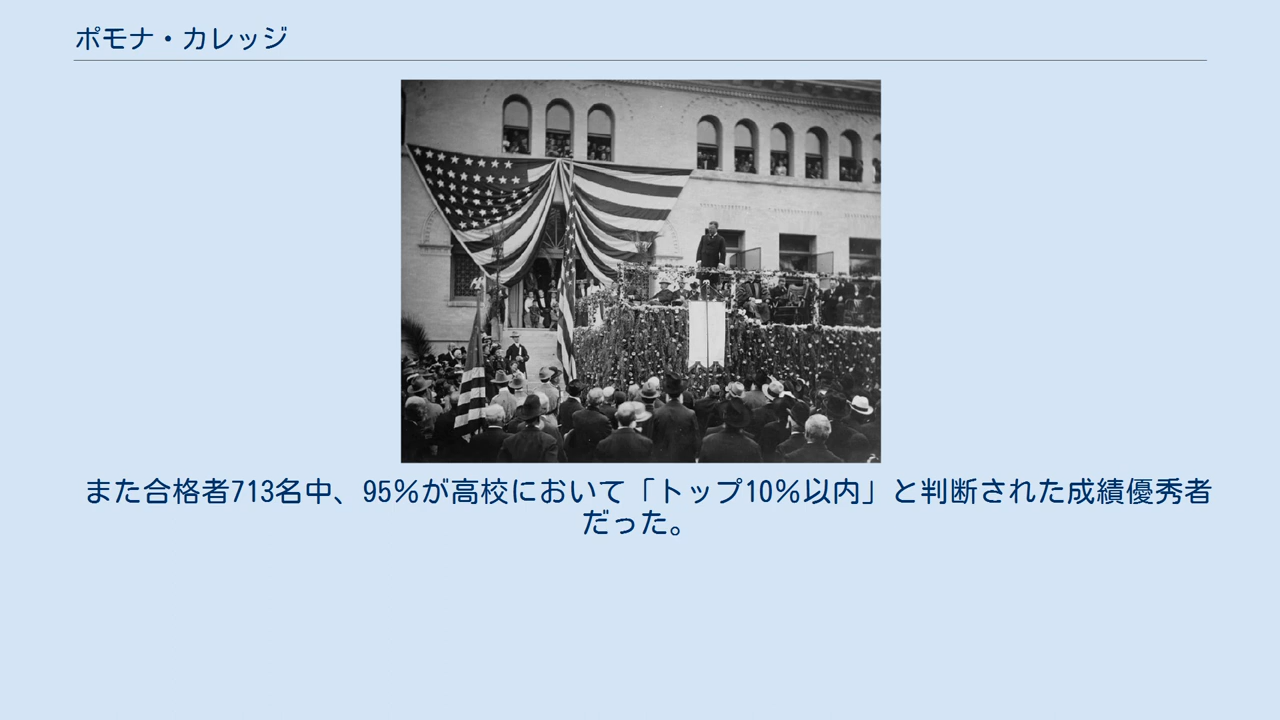 ポモナ・カレッジ
また合格者713名中、95%が高校において「トップ10%以内」と判断された成績優秀者
だった。